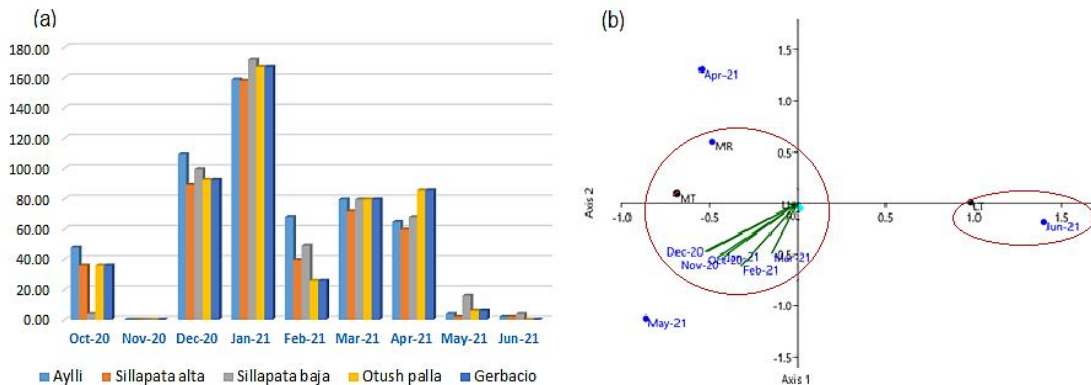 (a)
180.00
160.00
140.00
120.00
100.00
80.00
60.00
40.00
20.00
0.00
Oct-20 Nov-20 Dec-20 Jan-21 Feb-21 Mar-21 Apr-21 May-21 Jun-21
Aylli Sillapata alta Sillapata baja Otush palla Gerbacio
(b)
1.5
Apr-21
1.0
MR
0.5
MT
LT
Axis 2
-1.0 -0.5 0.5 1.0 1.5
Jun-21
Dec-20
Nov-20
Oct-20
Jan-21
Feb-21
Mar-21
-1.0
May-21
-1.5
Axis 1